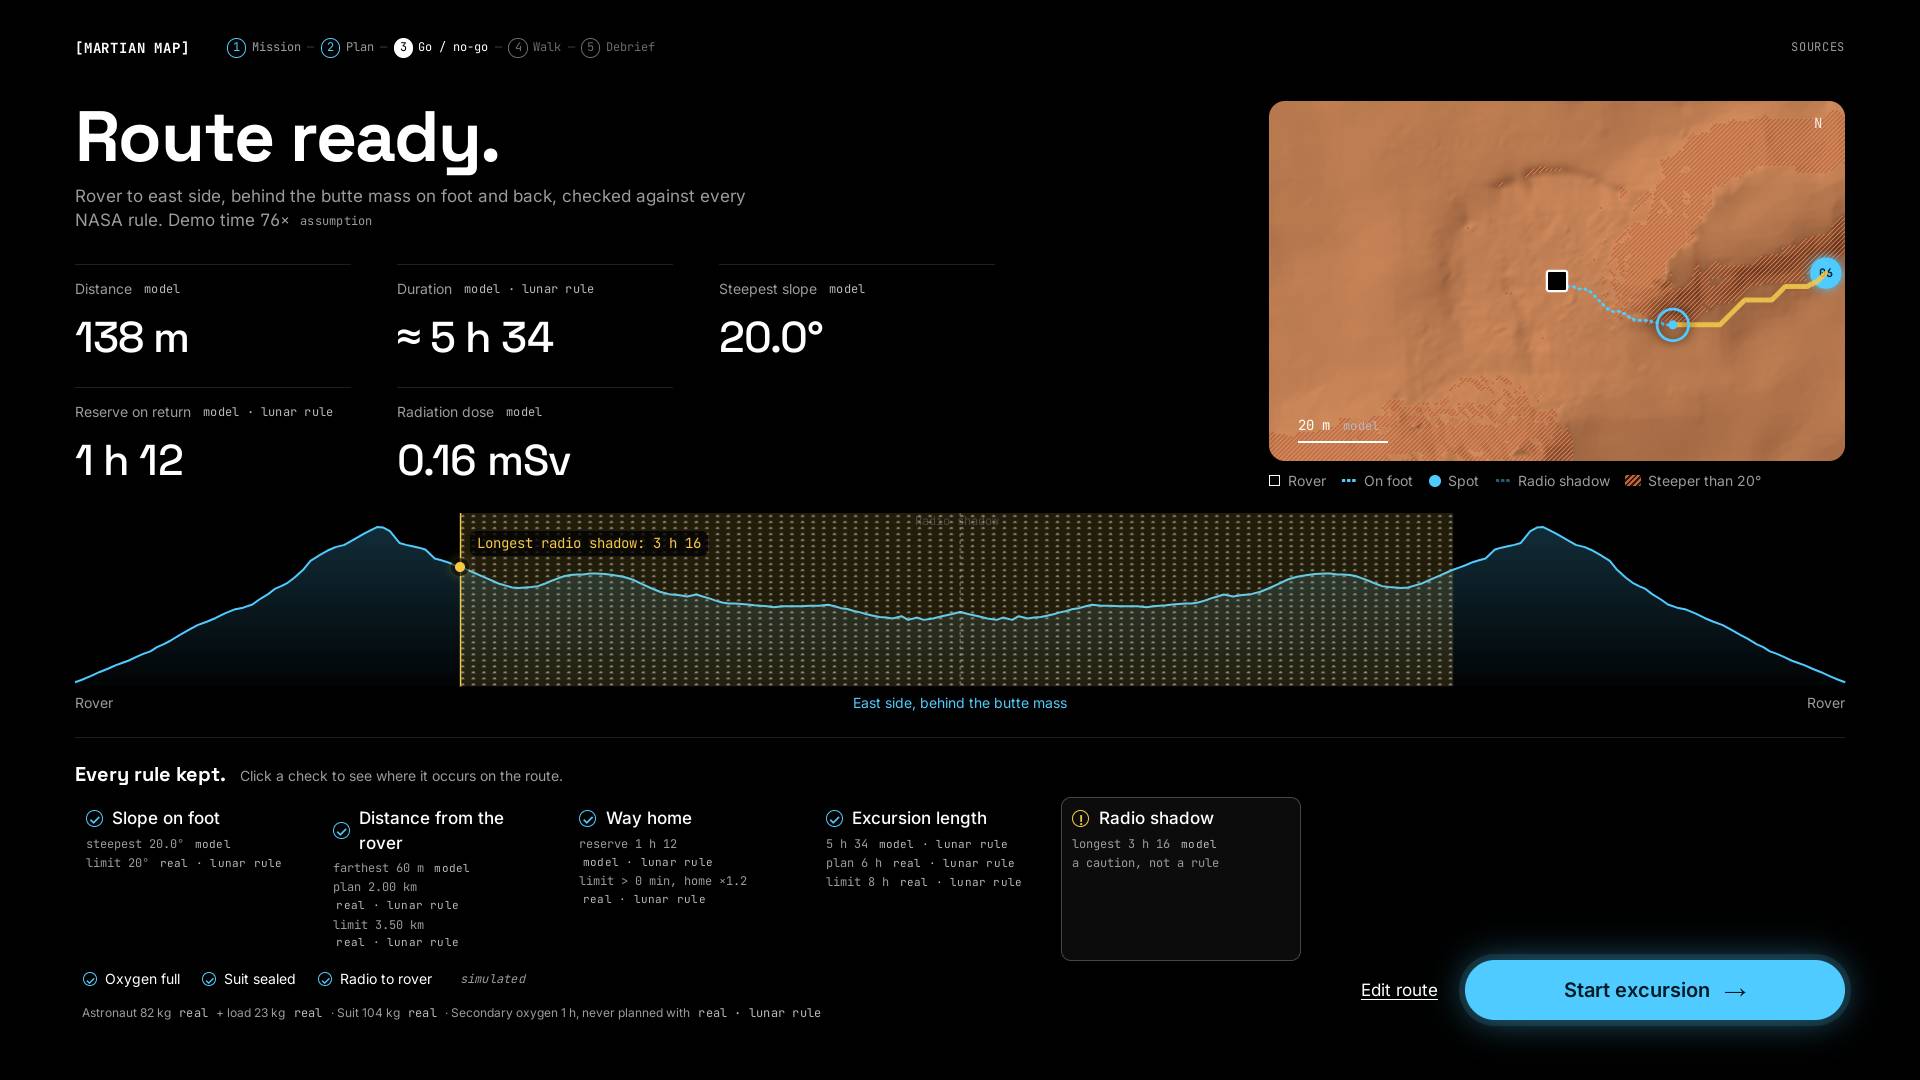 [MARTIAN MAP] 1 Mission — 2 Plan — 3 Go / no-go — 4 Walk — 5 Debrief SOURCES
Route ready.
Rover to east side, behind the butte mass on foot and back, checked against every
NASA rule. Demo time 76× assumption
Distance model
138 m
Duration model · lunar rule
≈ 5 h 34
Steepest slope model
20.0°
Reserve on return model · lunar rule
1 h 12
Radiation dose model
0.16 mSv
N
06
20 m model
Rover On foot Spot Radio shadow Steeper than 20°
Radio shadow
Longest radio shadow: 3 h 16
Rover East side, behind the butte mass Rover
Every rule kept. Click a check to see where it occurs on the route.
Slope on foot
steepest 20.0° model
limit 20° real · lunar rule
Distance from the
rover
farthest 60 m model
plan 2.00 km
real · lunar rule
limit 3.50 km
real · lunar rule
Way home
reserve 1 h 12
model · lunar rule
limit > 0 min, home ×1.2
real · lunar rule
Excursion length
5 h 34 model · lunar rule
plan 6 h real · lunar rule
limit 8 h real · lunar rule
Radio shadow
longest 3 h 16 model
a caution, not a rule
Oxygen full Suit sealed Radio to rover simulated
Astronaut 82 kg real + load 23 kg real · Suit 104 kg real · Secondary oxygen 1 h, never planned with real · lunar rule
Edit route
Start excursion →